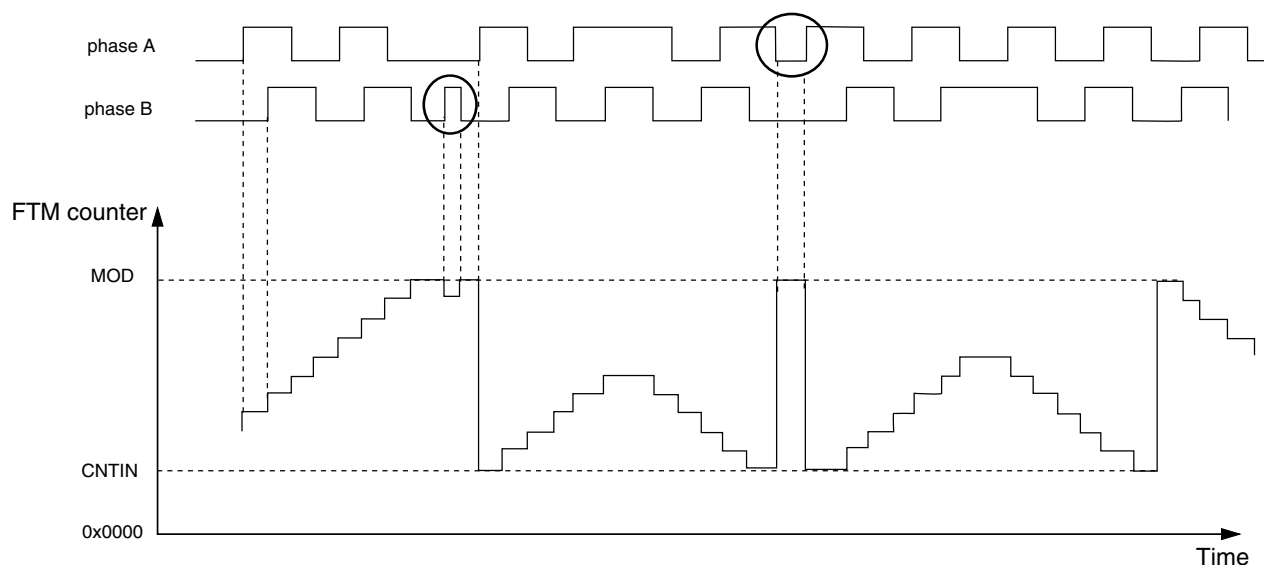 phase A
phase B
FTM counter
MOD
CNTIN
0x0000
Time